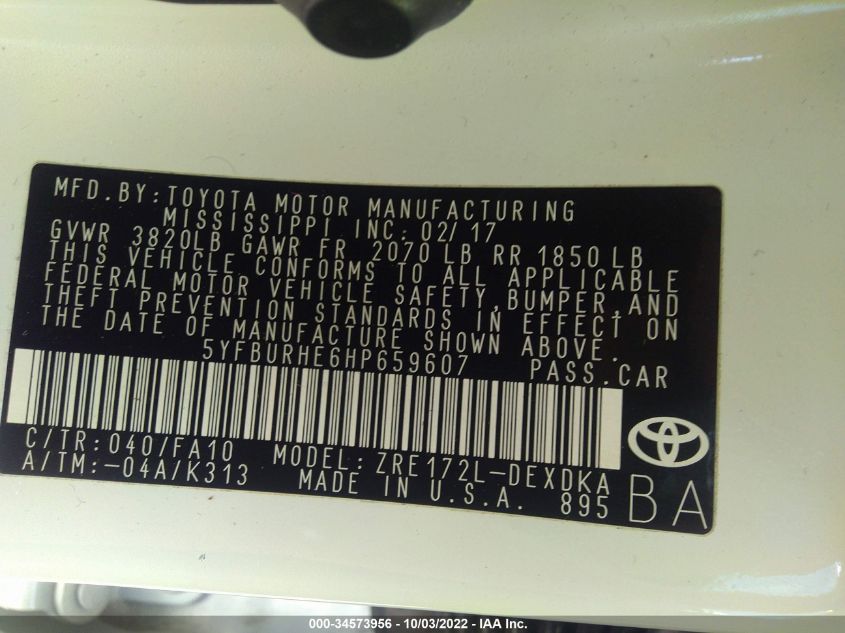 MFD.BY:TOYOTA MOTOR MANUFACTURING
MISSISSIPPI INC: 02/17
GVWR 3820LB GAWR FR 2070 LB RR 1850 LB
THIS VEHICLE CONFORMS TO ALL APPLICABLE
FEDERAL MOTOR VEHICLE SAFETY,BUMPER,AND
THEFT PREVENTION STANDARDS IN EFFECT ON
THE DATE OF MANUFACTURE SHOWN ABOVE.
5YFBURHE6HP659607 PASS.CAR
C/TR:040/FA10 MODEL:ZRE172L-DEXDKA
A/TM:-04A/K313 MADE IN U.S.A. 895
BA
000-34573956 - 10/03/2022 - IAA Inc.